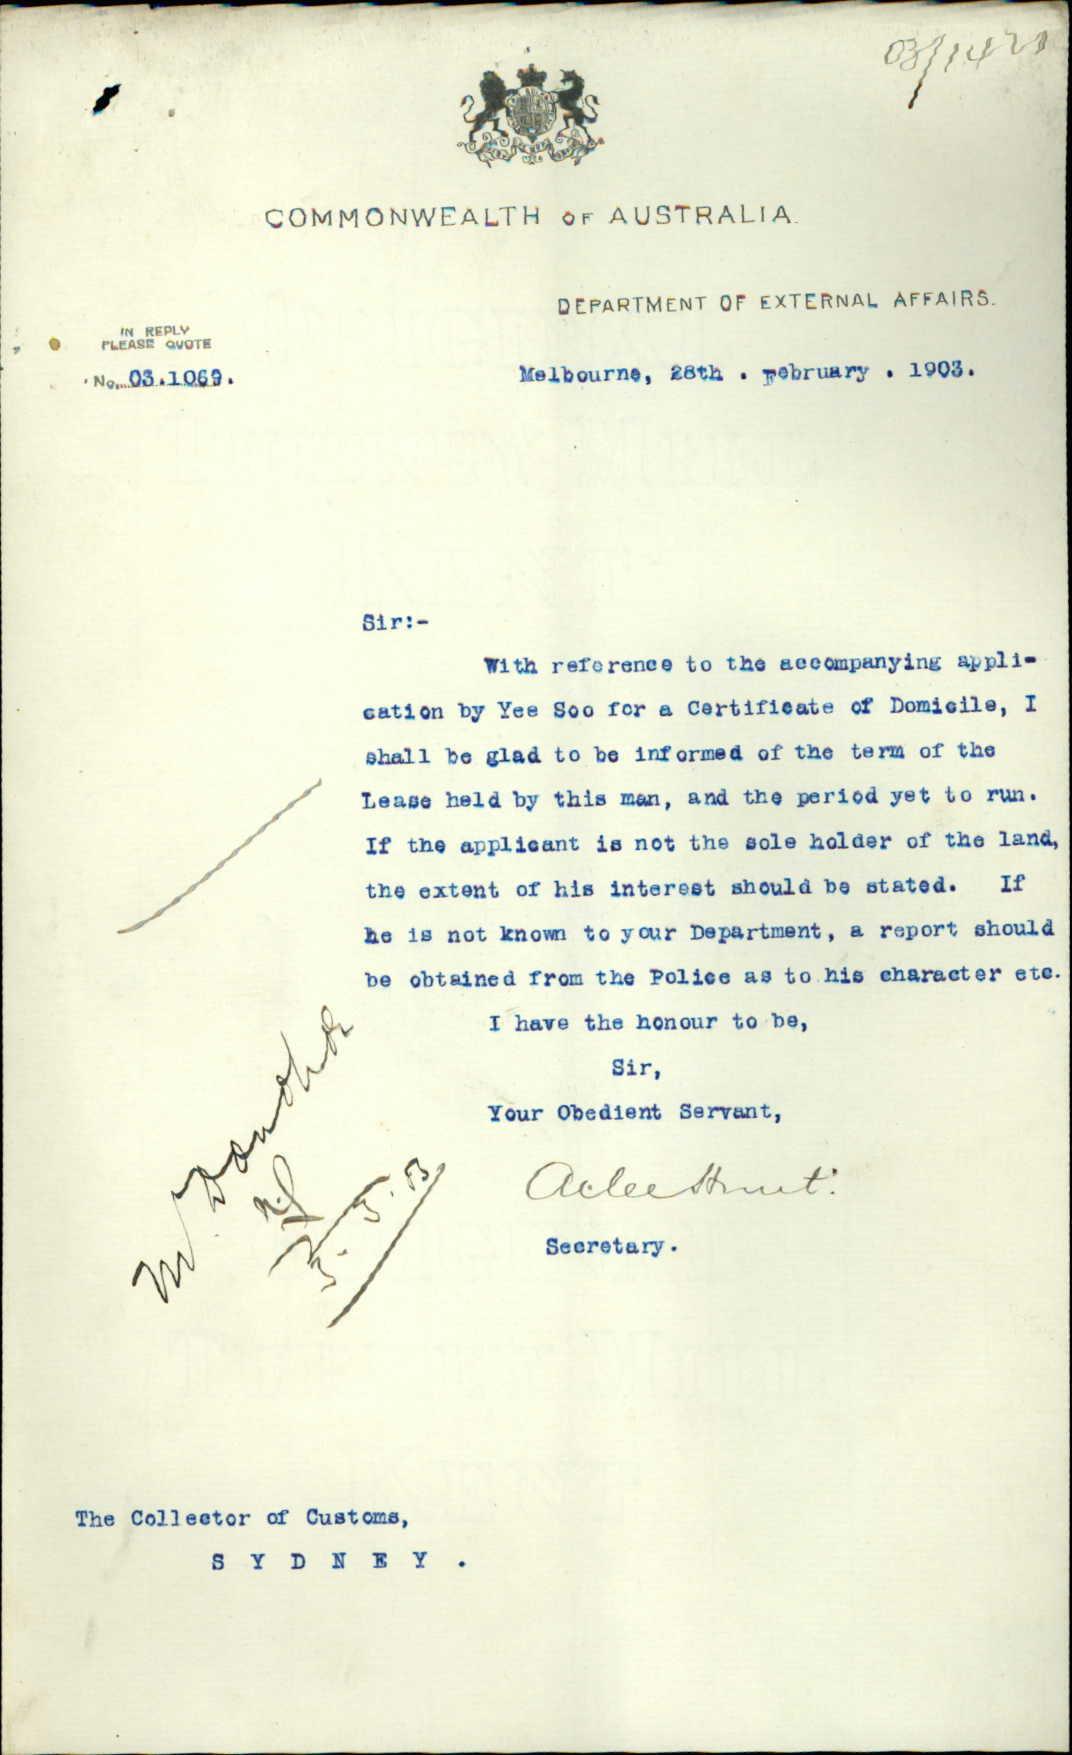 COMMONWEALTH OF AUSTRALIA.
DEPARTMENT OF EXTERNAL AFFAIRS.
IN REPLY
PLEASE QUOTE
No. 03.1069.
Melbourne, 28th . February . 1903.
Sir:-
With reference to the accompanying appli-
cation by Yee Soo for a Certificate of Domicile, I
shall be glad to be informed of the term of the
Lease held by this man, and the period yet to run.
If the applicant is not the sole holder of the land,
the extent of his interest should be stated. If
he is not known to your Department, a report should
be obtained from the Police as to his character etc.
I have the honour to be,
Sir,
Your Obedient Servant,
Atlee Hunt.
Secretary.
The Collector of Customs,
S Y D N E Y .